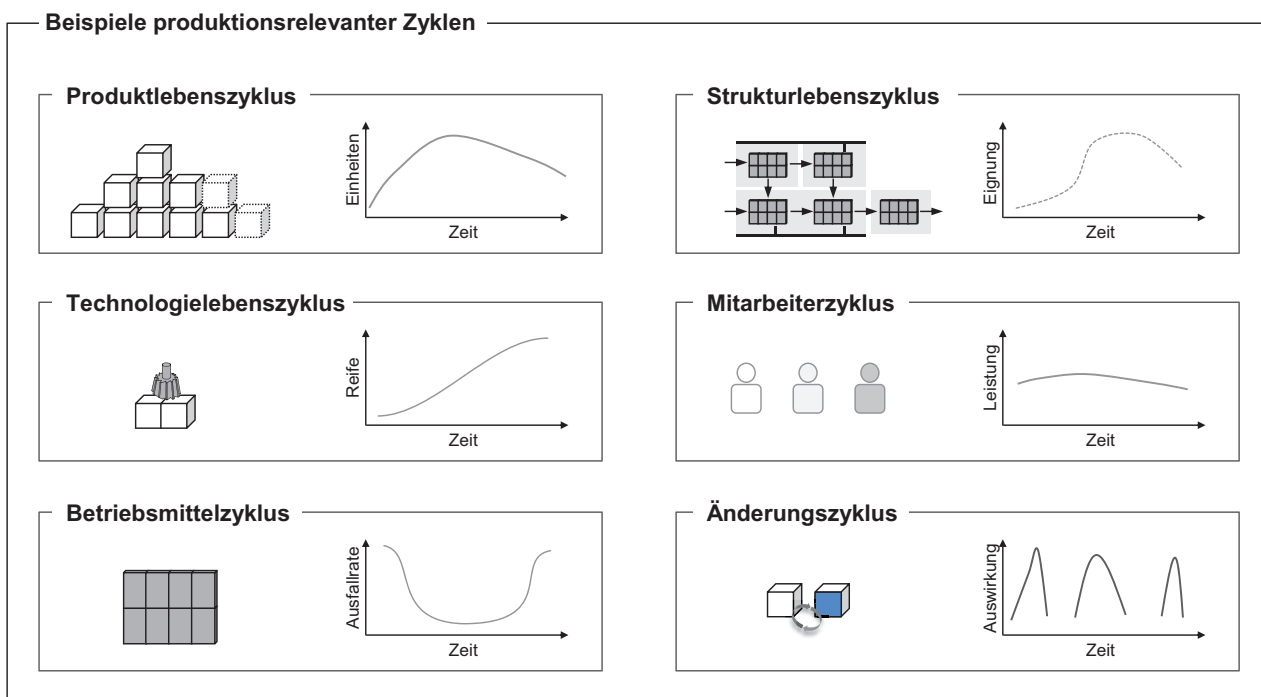 Beispiele produktionsrelevanter Zyklen
Produktlebenszyklus
Einheiten
Zeit
Strukturlebenszyklus
Eignung
Zeit
Technologielebenszyklus
Reife
Zeit
Mitarbeiterzyklus
Leistung
Zeit
Betriebsmittelzyklus
Ausfallrate
Zeit
Änderungszyklus
Auswirkung
Zeit